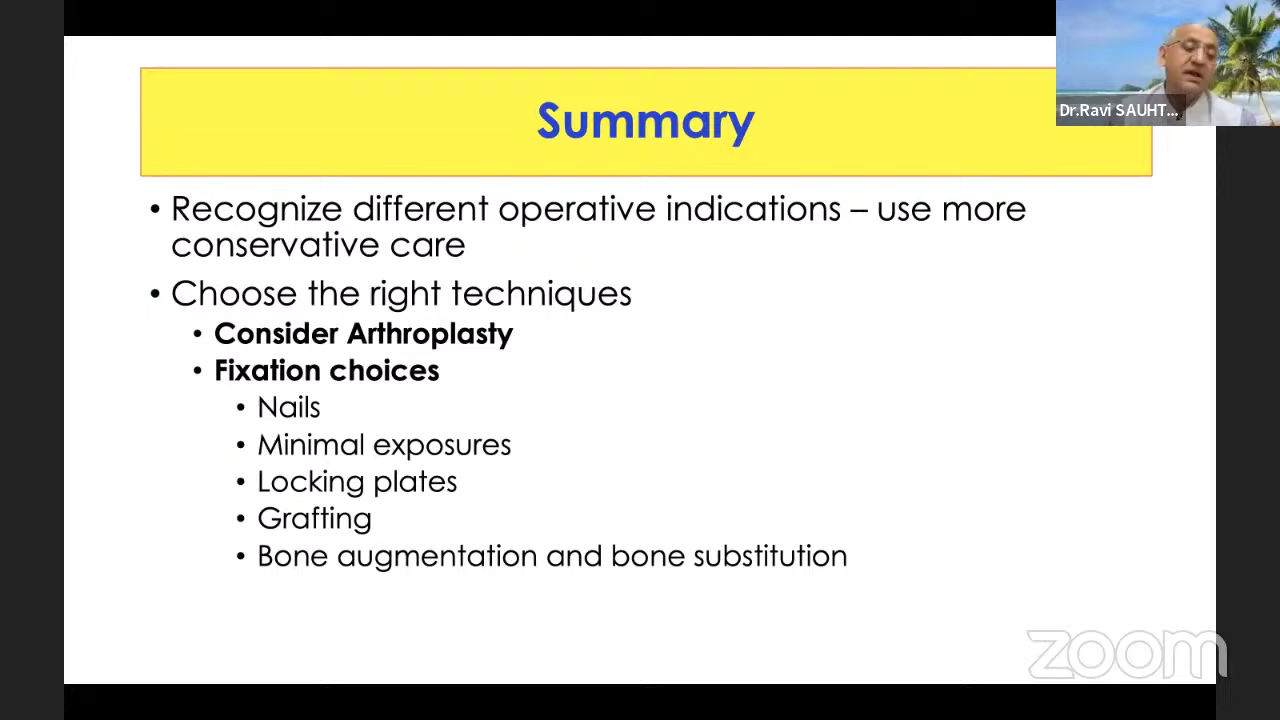 Summary
Dr.Ravi SAUHT...
• Recognize different operative indications – use more
conservative care
• Choose the right techniques
• Consider Arthroplasty
• Fixation choices
• Nails
• Minimal exposures
• Locking plates
• Grafting
• Bone augmentation and bone substitution
zoom